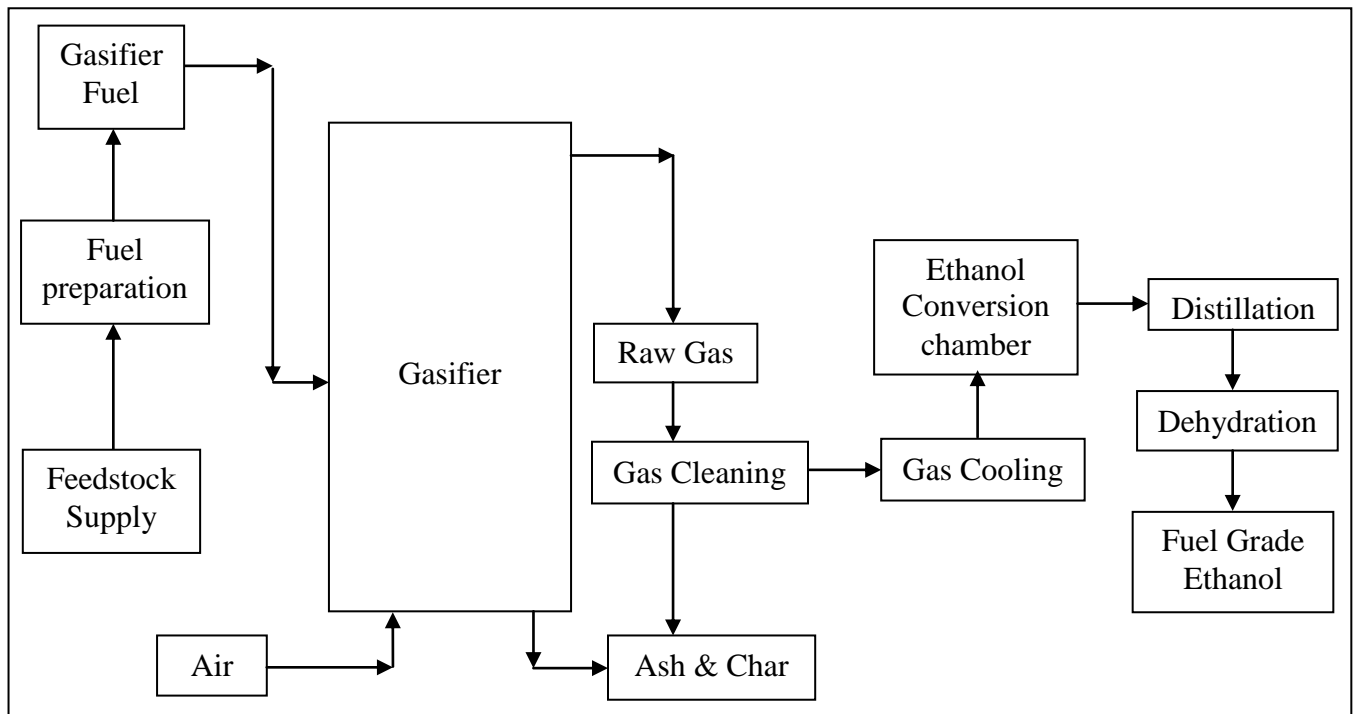 Gasifier
Fuel
Fuel
preparation
Feedstock
Supply
Air
Gasifier
Raw Gas
Gas Cleaning
Ash & Char
Gas Cooling
Ethanol
Conversion
chamber
Distillation
Dehydration
Fuel Grade
Ethanol